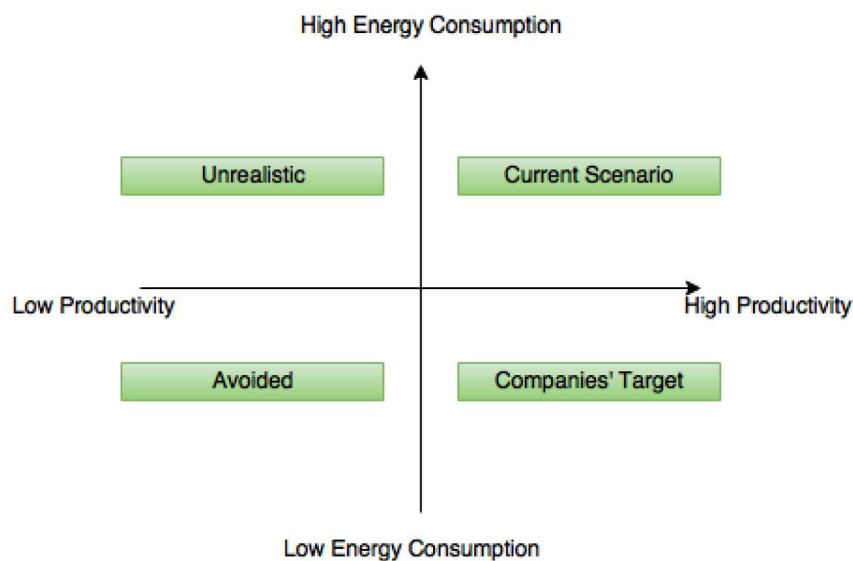 High Energy Consumption
Unrealistic
Current Scenario
Low Productivity
High Productivity
Avoided
Companies' Target
Low Energy Consumption